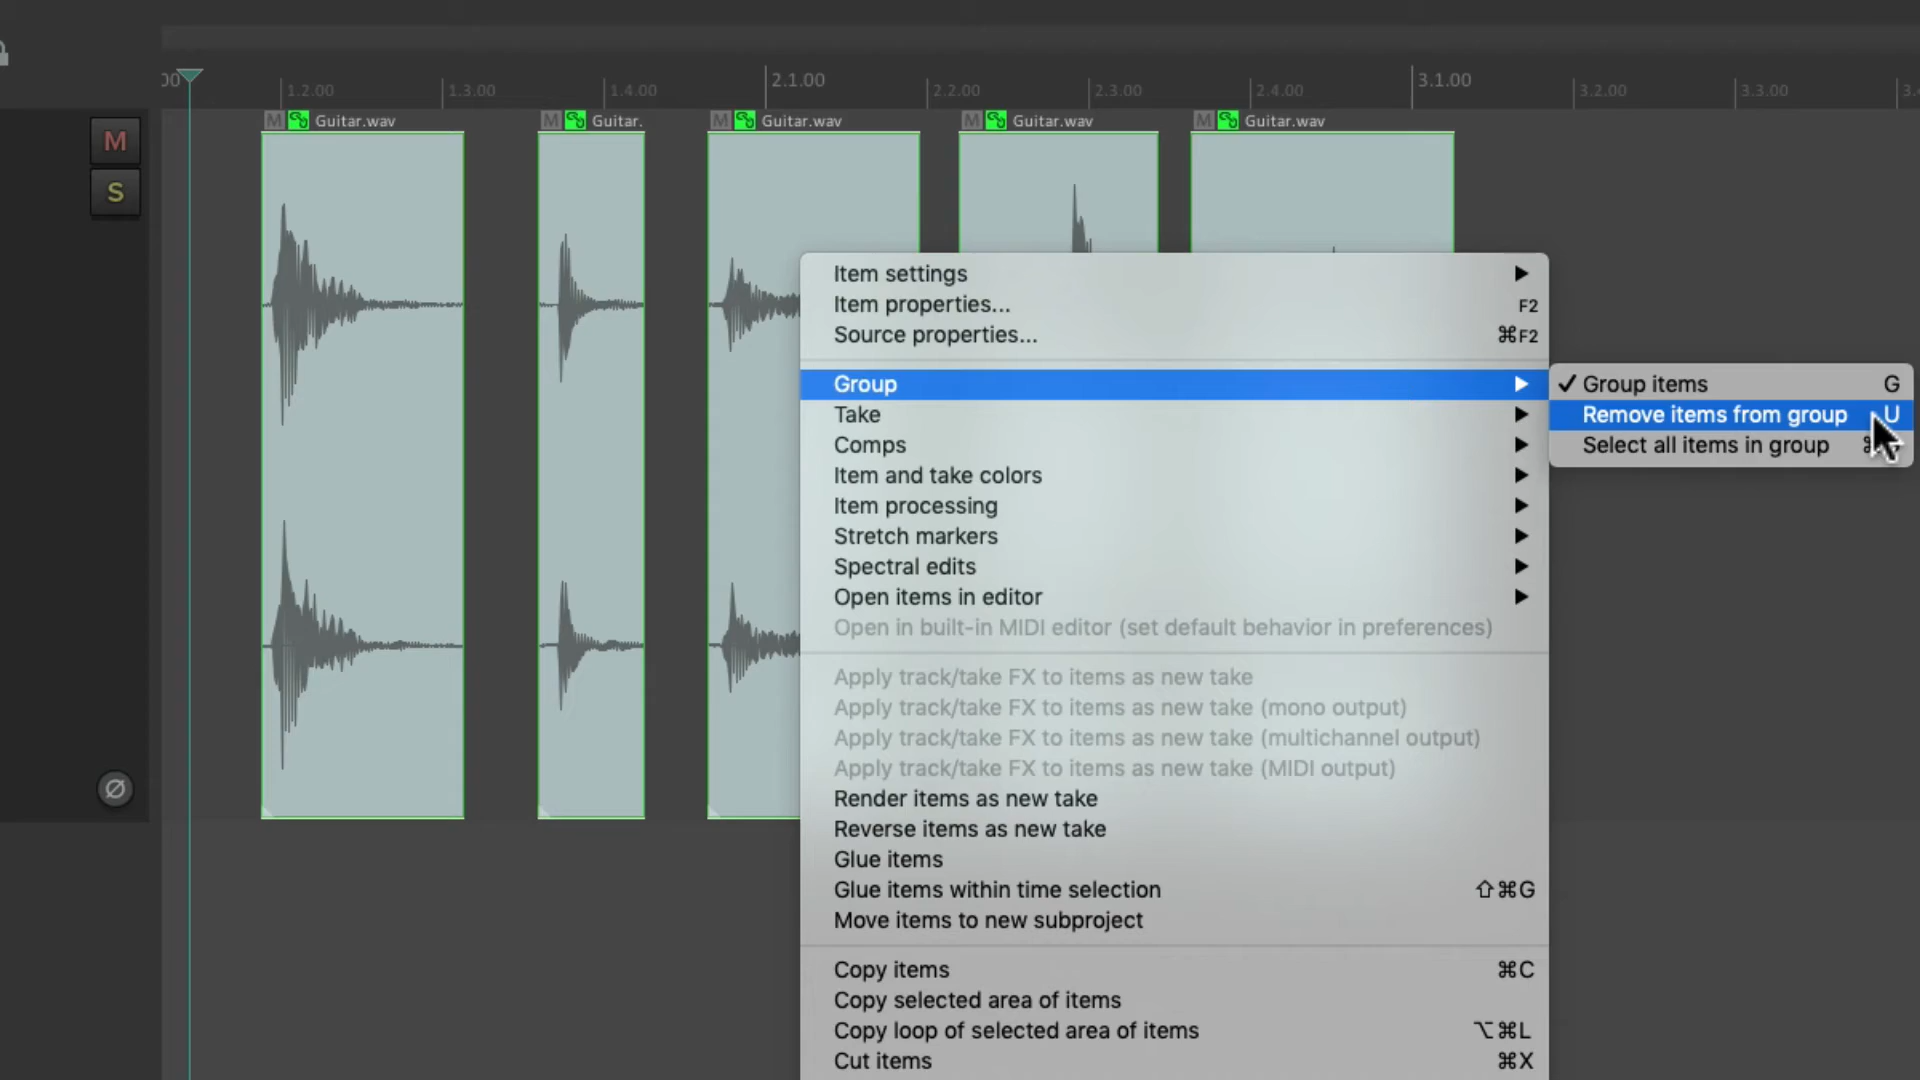 00 1.2.00 1.3.00 1.4.00 2.1.00 2.2.00 2.3.00 2.4.00 3.1.00 3.2.00 3.3.00
M Guitar.wav M Guitar. M Guitar.wav M Guitar.wav M Guitar.wav
M
S
Item settings
Item properties... F2
Source properties... ⌘F2
Group
Take
Comps
Item and take colors
Item processing
Stretch markers
Spectral edits
Open items in editor
Open in built-in MIDI editor (set default behavior in preferences)
Apply track/take FX to items as new take
Apply track/take FX to items as new take (mono output)
Apply track/take FX to items as new take (multichannel output)
Apply track/take FX to items as new take (MIDI output)
Render items as new take
Reverse items as new take
Glue items
Glue items within time selection ⇧⌘G
Move items to new subproject
Copy items ⌘C
Copy selected area of items
Copy loop of selected area of items ⌥⌘L
Cut items ⌘X
✓ Group items G
Remove items from group U
Select all items in group
Ø